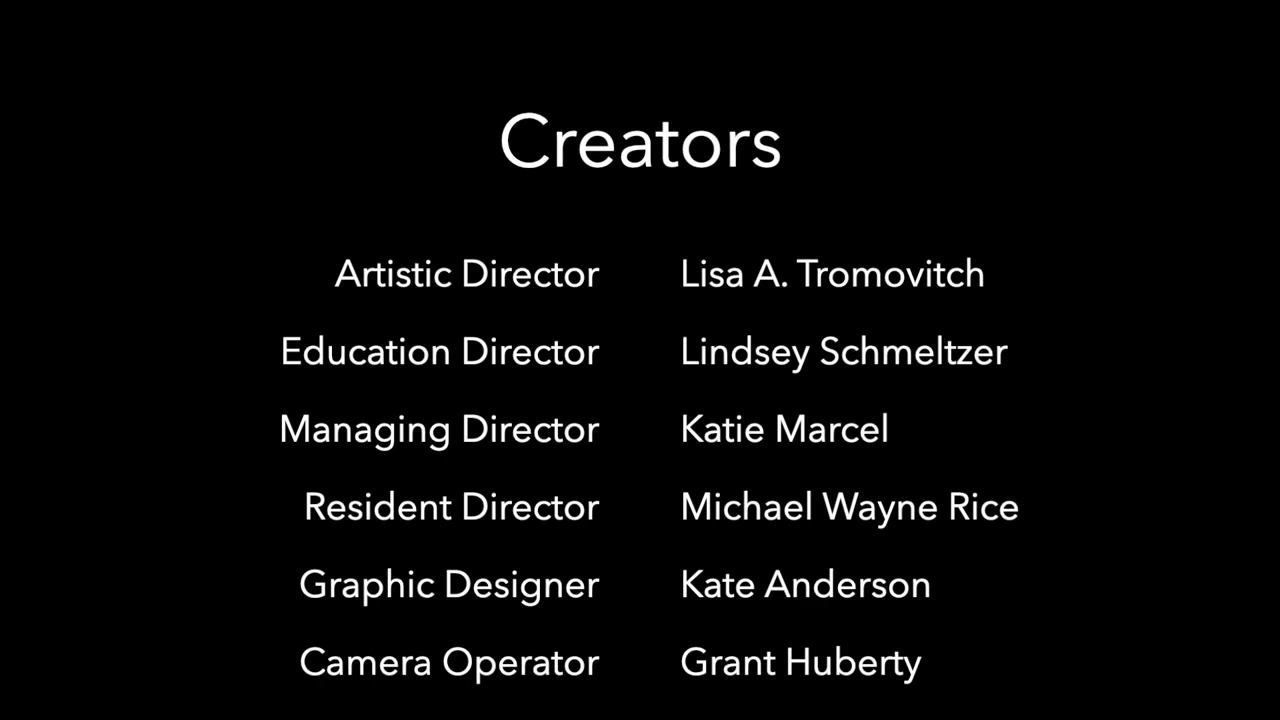 Creators
Artistic Director Lisa A. Tromovitch
Education Director Lindsey Schmeltzer
Managing Director Katie Marcel
Resident Director Michael Wayne Rice
Graphic Designer Kate Anderson
Camera Operator Grant Huberty